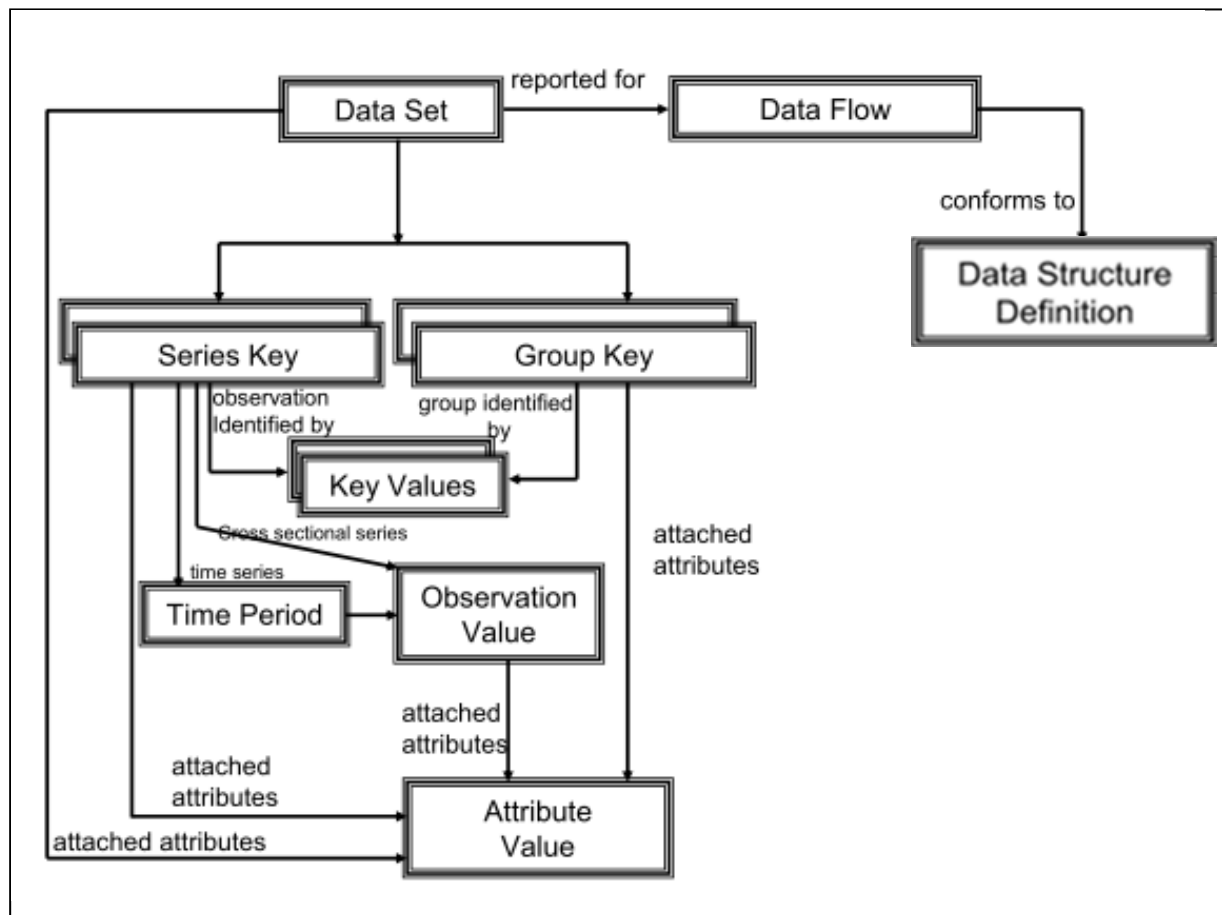 reported for
Data Set
Data Flow
conforms to
Data Structure
Definition
Series Key
Group Key
observation
Identified by
group identified
by
Key Values
Cross sectional series
attached
attributes
time series
Time Period
Observation
Value
attached
attributes
attached
attributes
Attribute
Value
attached attributes